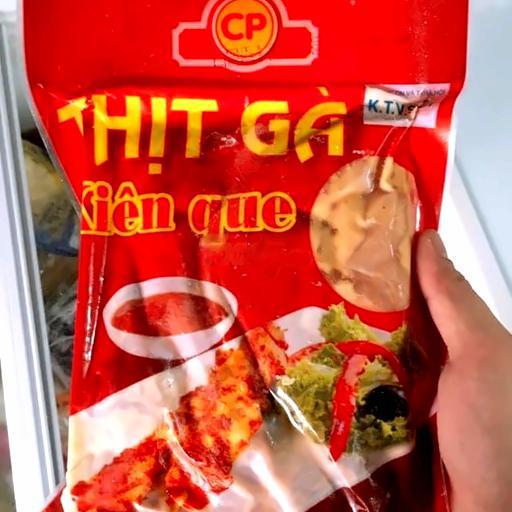 CP
THỊT GÀ
K.T.V.S.T.Y
Xiên que